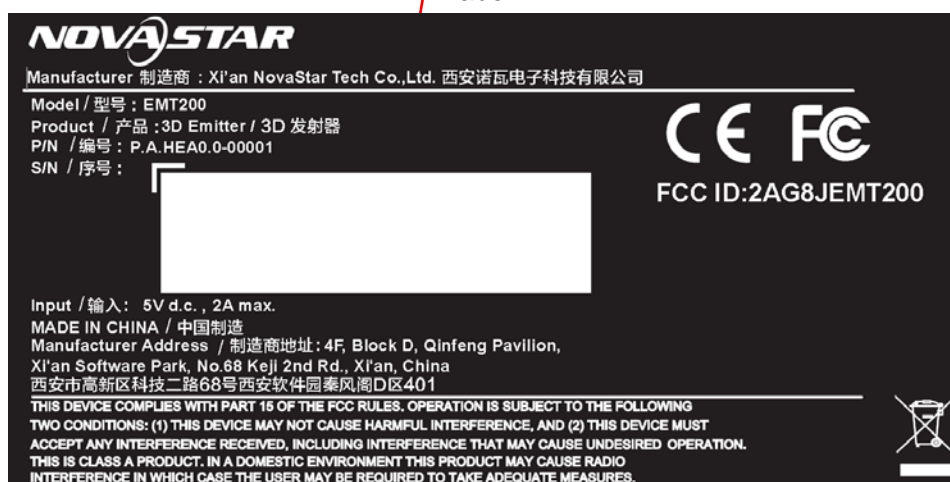 NOVASTAR
Manufacturer 制造商 : Xi'an NovaStar Tech Co.,Ltd. 西安诺瓦电子科技有限公司
Model / 型号 : EMT200
Product / 产品 :3D Emitter / 3D 发射器
P/N / 编号 : P.A.HEA0.0-00001
S/N / 序号 :
CE FC
FCC ID:2AG8JEMT200
Input / 输入: 5V d.c. , 2A max.
MADE IN CHINA / 中国制造
Manufacturer Address / 制造商地址: 4F, Block D, Qinfeng Pavilion,
Xi'an Software Park, No.68 Keji 2nd Rd., Xi'an, China
西安市高新区科技二路68号西安软件园秦风阁D区401
THIS DEVICE COMPLIES WITH PART 15 OF THE FCC RULES. OPERATION IS SUBJECT TO THE FOLLOWING
TWO CONDITIONS: (1) THIS DEVICE MAY NOT CAUSE HARMFUL INTERFERENCE, AND (2) THIS DEVICE MUST
ACCEPT ANY INTERFERENCE RECEIVED, INCLUDING INTERFERENCE THAT MAY CAUSE UNDESIRED OPERATION.
THIS IS CLASS A PRODUCT. IN A DOMESTIC ENVIRONMENT THIS PRODUCT MAY CAUSE RADIO
INTERFERENCE IN WHICH CASE THE USER MAY BE REQUIRED TO TAKE ADEQUATE MEASURES.